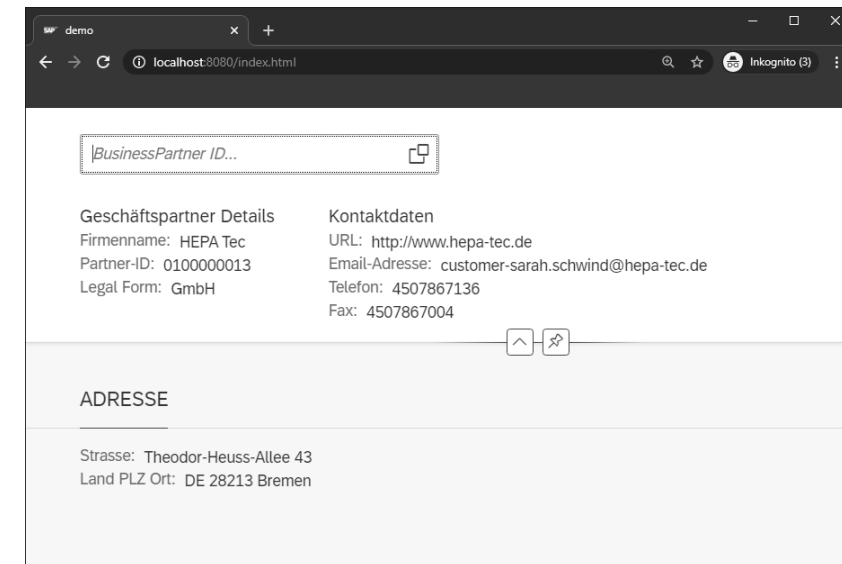 SAP demo
localhost:8080/index.html
Inkognito (3)
BusinessPartner ID...
Geschäftspartner Details
Firmenname: HEPA Tec
Partner-ID: 0100000013
Legal Form: GmbH
Kontaktdaten
URL: http://www.hepa-tec.de
Email-Adresse: customer-sarah.schwind@hepa-tec.de
Telefon: 4507867136
Fax: 4507867004
ADRESSE
Strasse: Theodor-Heuss-Allee 43
Land PLZ Ort: DE 28213 Bremen